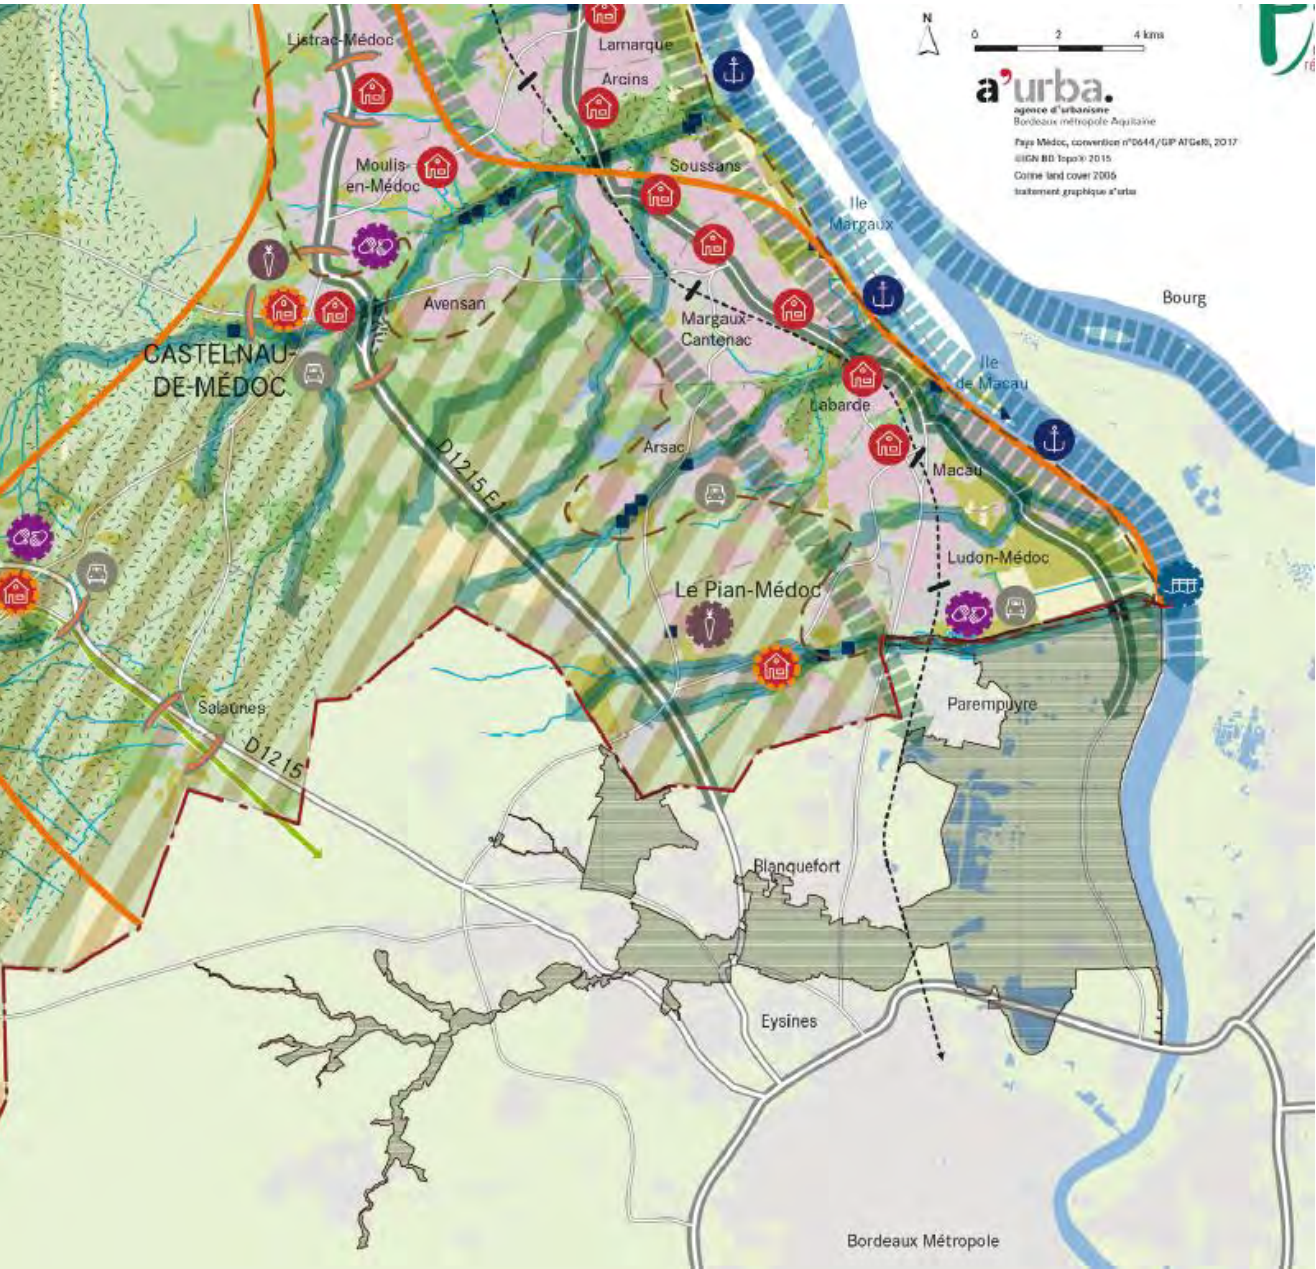 Listrac-Médoc
Lamarque
Arcins
Moulis-
en-Médoc
Soussans
N
0 2 4 kms
a'urba.
agence d'urbanisme
Bordeaux métropole Aquitaine
Pays Médoc, convention n°0644/GIP ATGeRi, 2017
©IGN BD Topo® 2015
Corine land cover 2006
traitement graphique a'urba
Ile
Margaux
Bourg
Avensan
Margaux-
Cantenac
CASTELNAU-
DE-MÉDOC
Ile
de Macau
Labarde
Arsac
D1215 E1
Macau
Ludon-Médoc
Le Pian-Médoc
Salaunes
D1215
Parempuyre
Blanquefort
Eysines
Bordeaux Métropole